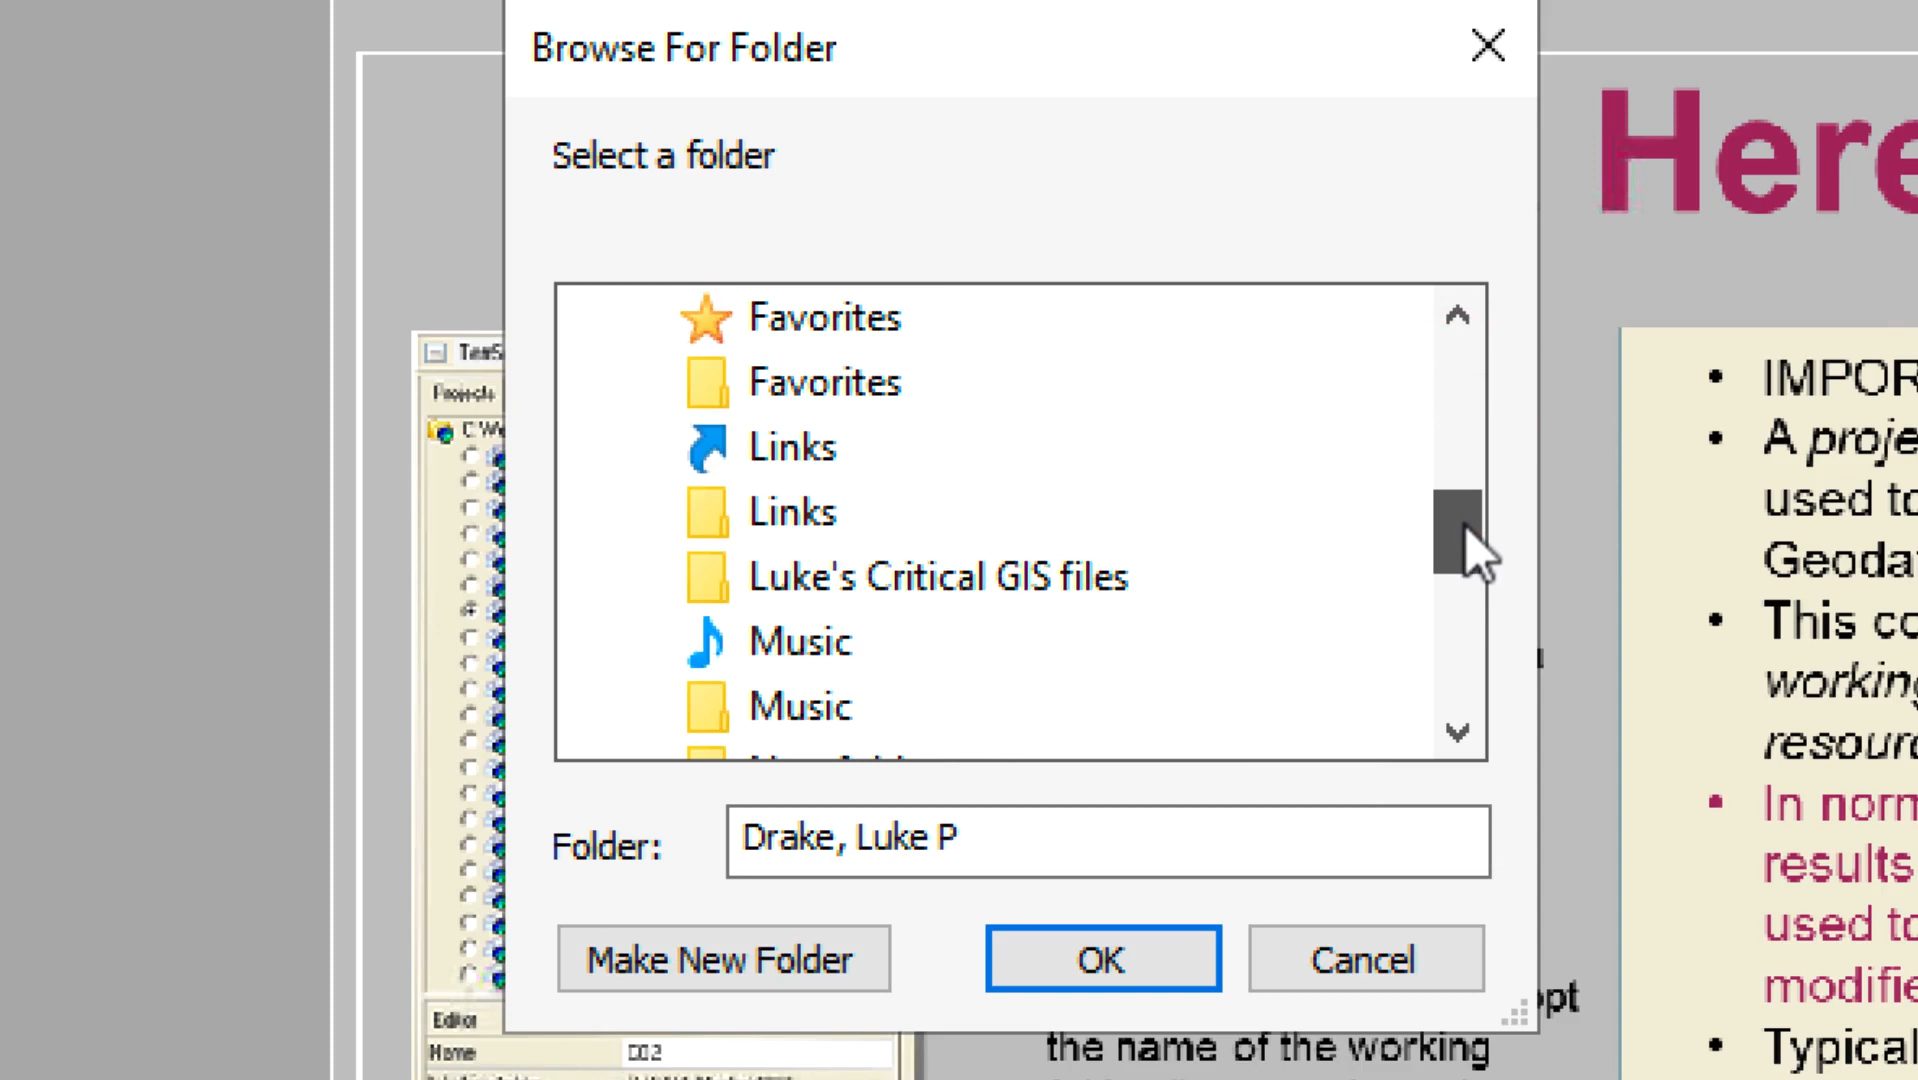 Browse For Folder
Here
Select a folder
Favorites
Favorites
Links
Links
Luke's Critical GIS files
Music
Music
Folder:
Drake, Luke P
Make New Folder
OK
Cancel
Projects
Editor
Name
the name of the working
• IMPOR
• A proje
used to
Geodat
• This co
working
resourc
• In norm
results
used to
modifie
• Typical